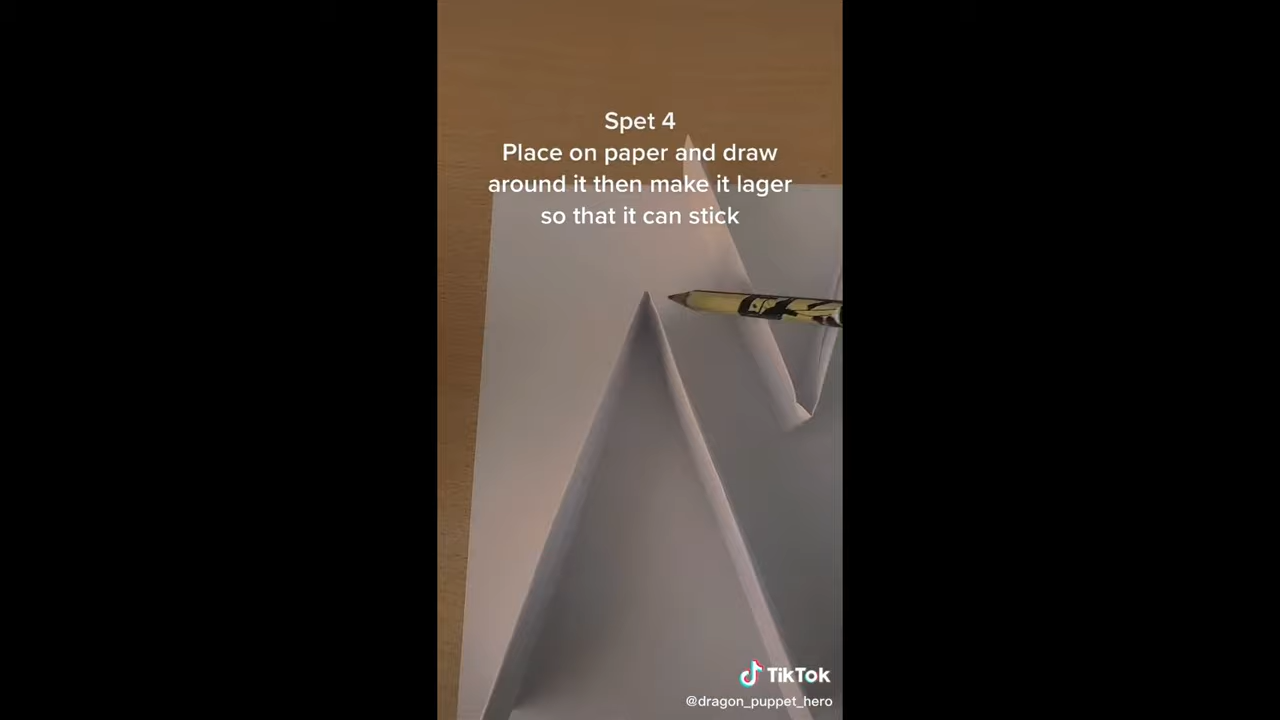 Spet 4
Place on paper and draw
around it then make it lager
so that it can stick
TikTok
@dragon_puppet_hero